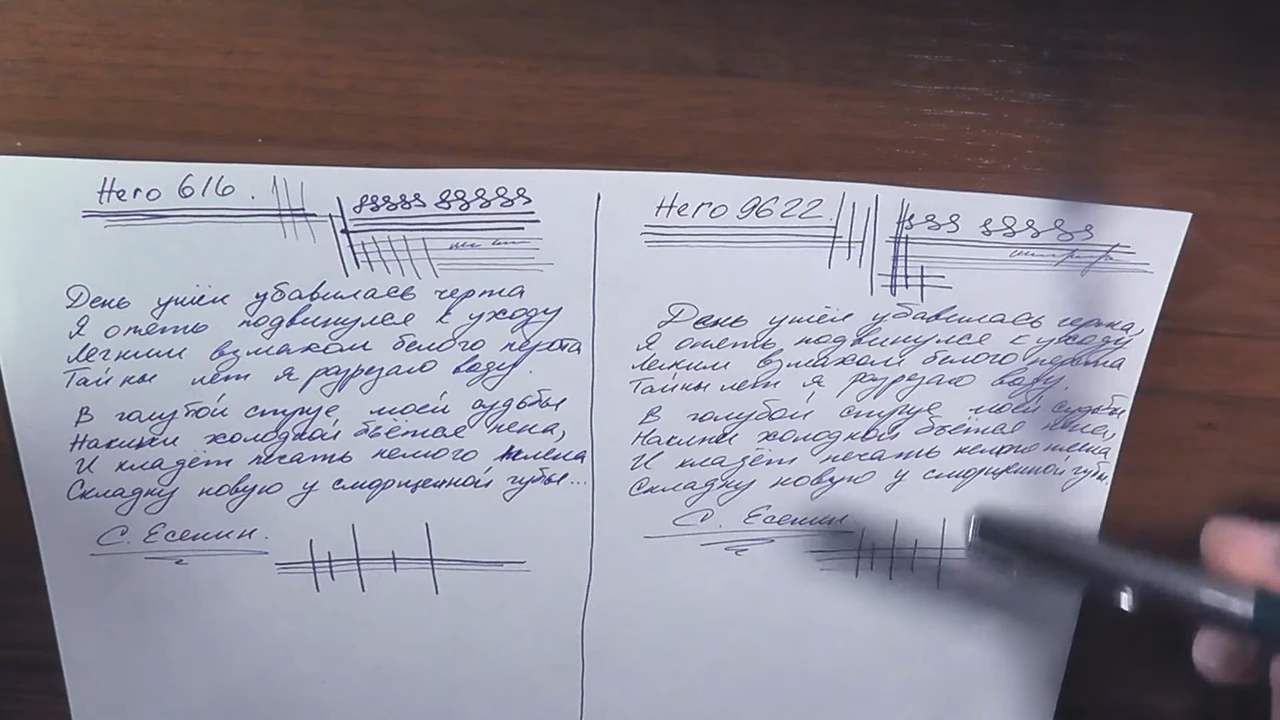 Hero 616.
День ушёл убавилась черта
Я опять подвинулся к уходу
Легким взмахом белого перста
Тайны лет я разрезаю воду.
В голубой струе моей судьбы
Накипи холодной бьётся пена,
И кладёт печать немого плена
Складку новую у сморщенной губы...
С. Есенин.
Hero 9622.
День ушёл убавилась черта,
Я опять подвинулся к уходу
Легким взмахом белого перста
Тайны лет я разрезаю воду.
В голубой струе моей судьбы
Накипи холодной бьётся пена,
И кладёт печать немого плена
Складку новую у сморщенной губы.
С. Есенин